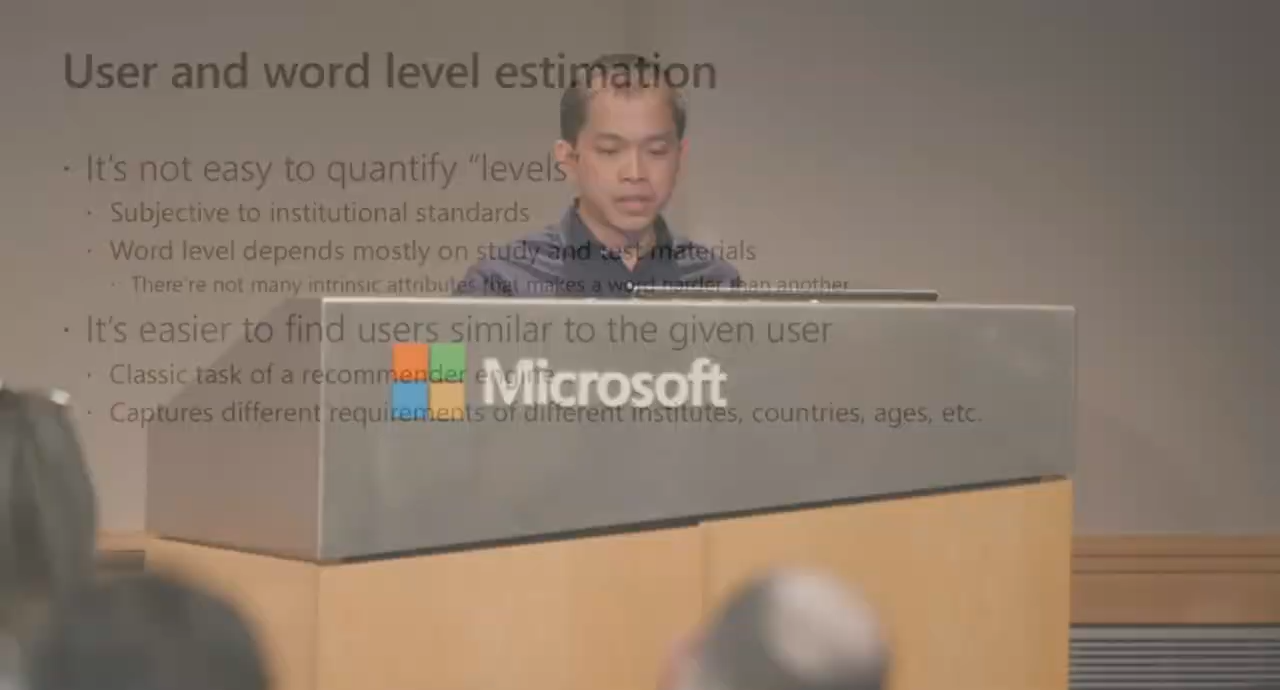 User and word level estimation
· It's not easy to quantify “levels”
· Subjective to institutional standards
· Word level depends mostly on study and test materials
· There're not many intrinsic attributes that makes a word harder than another
· It's easier to find users similar to the given user
· Classic task of a recommender engine
Microsoft
· Captures different requirements of different institutes, countries, ages, etc.